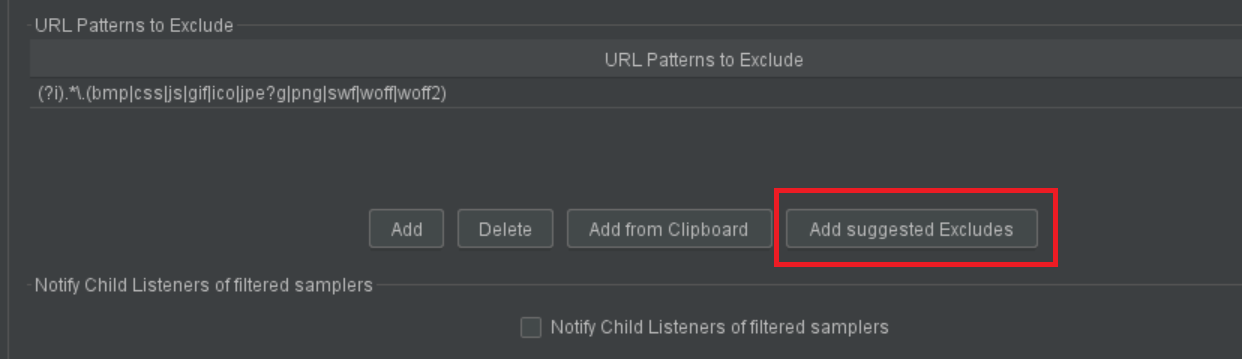 URL Patterns to Exclude
URL Patterns to Exclude
(?i).*\.(bmp|css|js|gif|ico|jpe?g|png|swf|woff|woff2)
Add Delete Add from Clipboard Add suggested Excludes
Notify Child Listeners of filtered samplers
Notify Child Listeners of filtered samplers